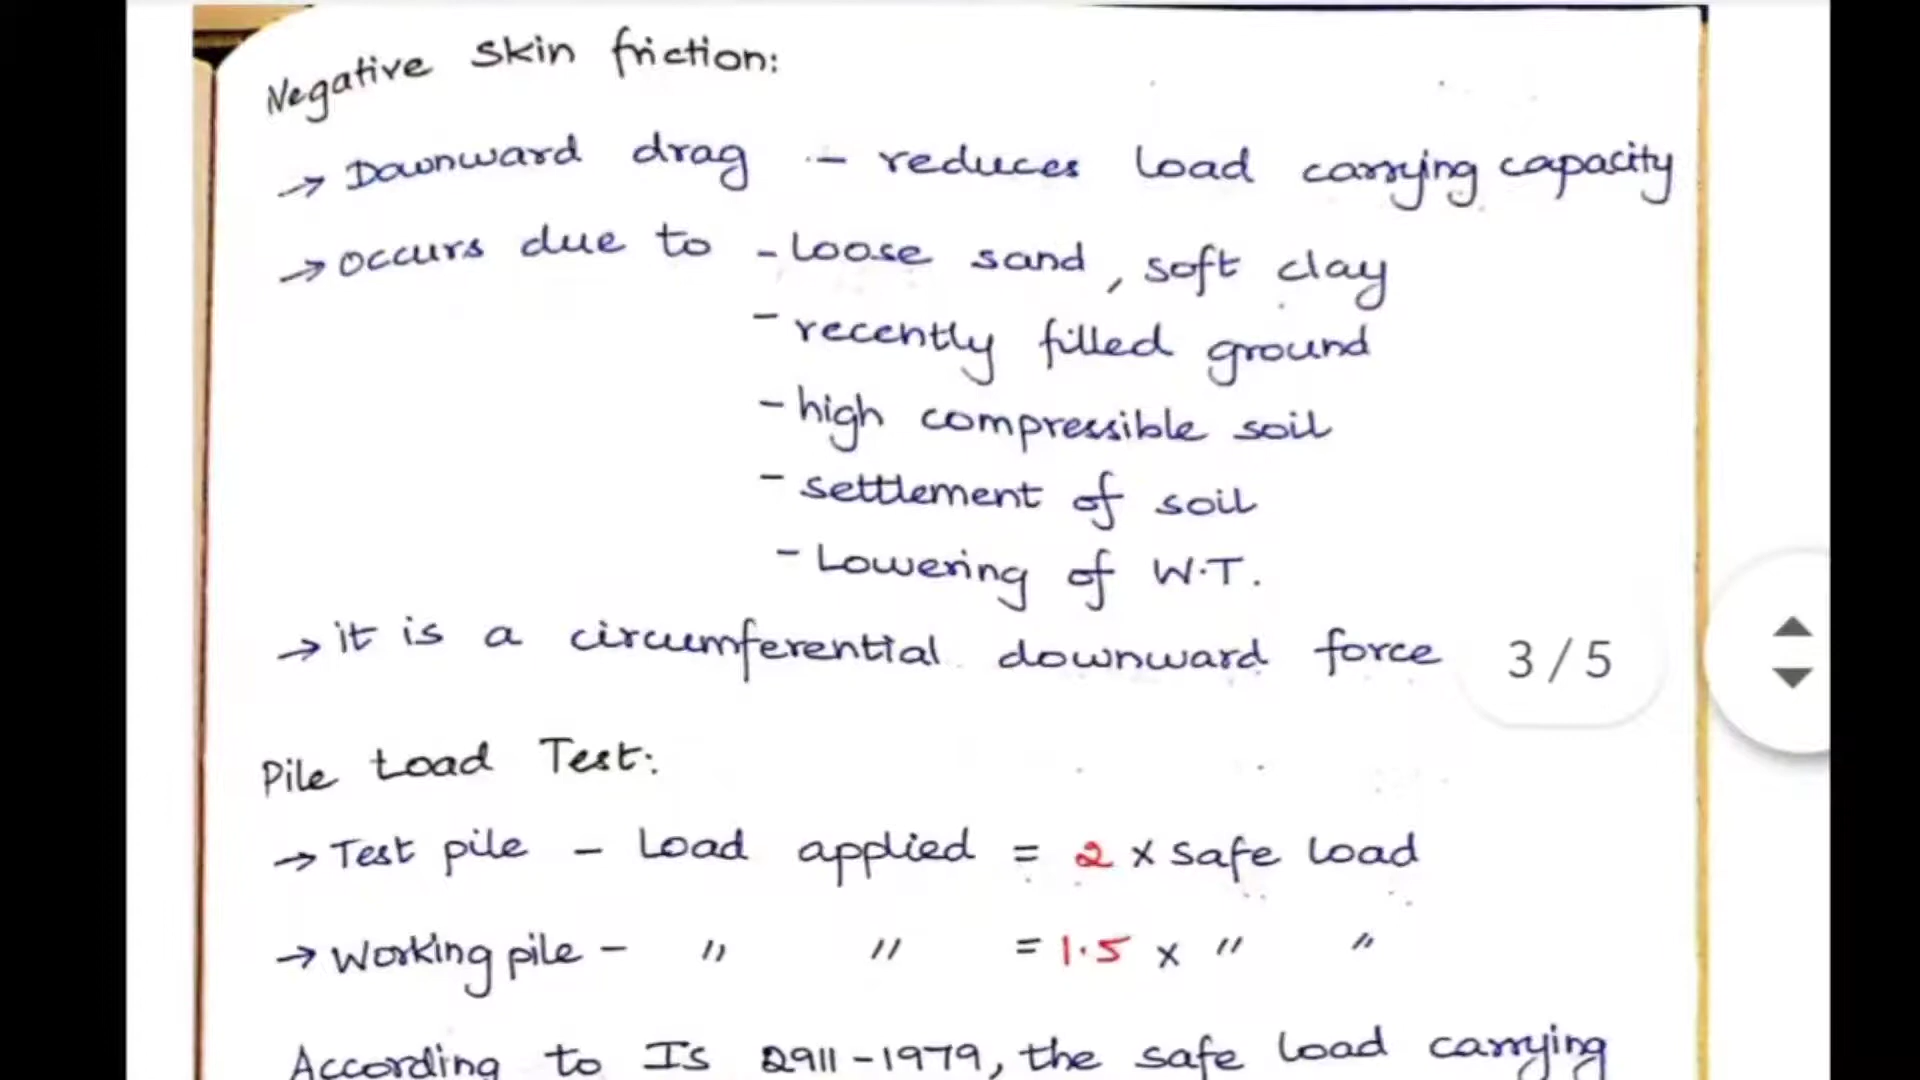 Negative Skin friction:
→ Downward drag - reduces load carrying capacity
→ occurs due to - loose sand, soft clay
- recently filled ground
- high compressible soil
- settlement of soil
- Lowering of W.T.
→ it is a circumferential downward force
3 / 5
Pile Load Test:
→ Test pile - Load applied = 2 x safe load
→ Working pile - " " = 1.5 x " "
According to Is 2911-1979, the safe load carrying